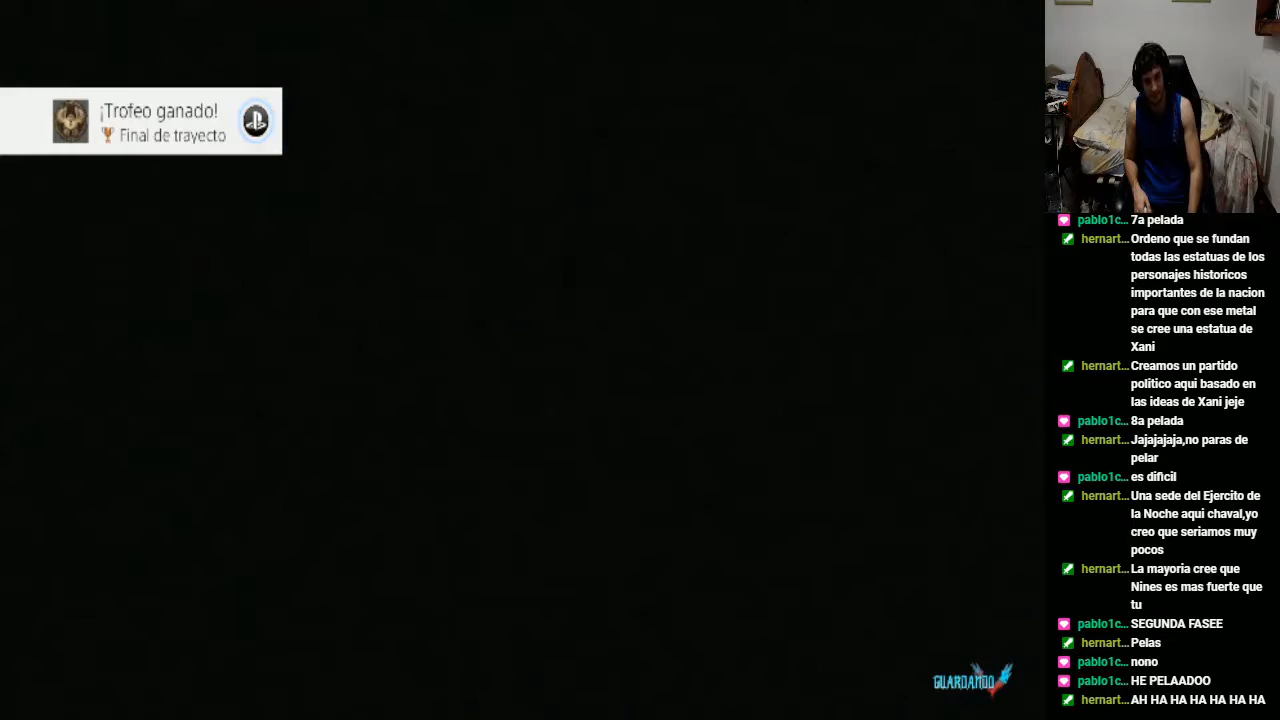 ¡Trofeo ganado!
Final de trayecto
GUARDANDO
pablo1c... 7a pelada
hernart... Ordeno que se fundan
todas las estatuas de los
personajes historicos
importantes de la nacion
para que con ese metal
se cree una estatua de
Xani
hernart... Creamos un partido
politico aqui basado en
las ideas de Xani jeje
pablo1c... 8a pelada
hernart... Jajajajaja,no paras de
pelar
pablo1c... es dificil
hernart... Una sede del Ejercito de
la Noche aqui chaval,yo
creo que seriamos muy
pocos
hernart... La mayoria cree que
Nines es mas fuerte que
tu
pablo1c... SEGUNDA FASEE
hernart... Pelas
pablo1c... nono
pablo1c... HE PELAADOO
hernart... AH HA HA HA HA HA HA